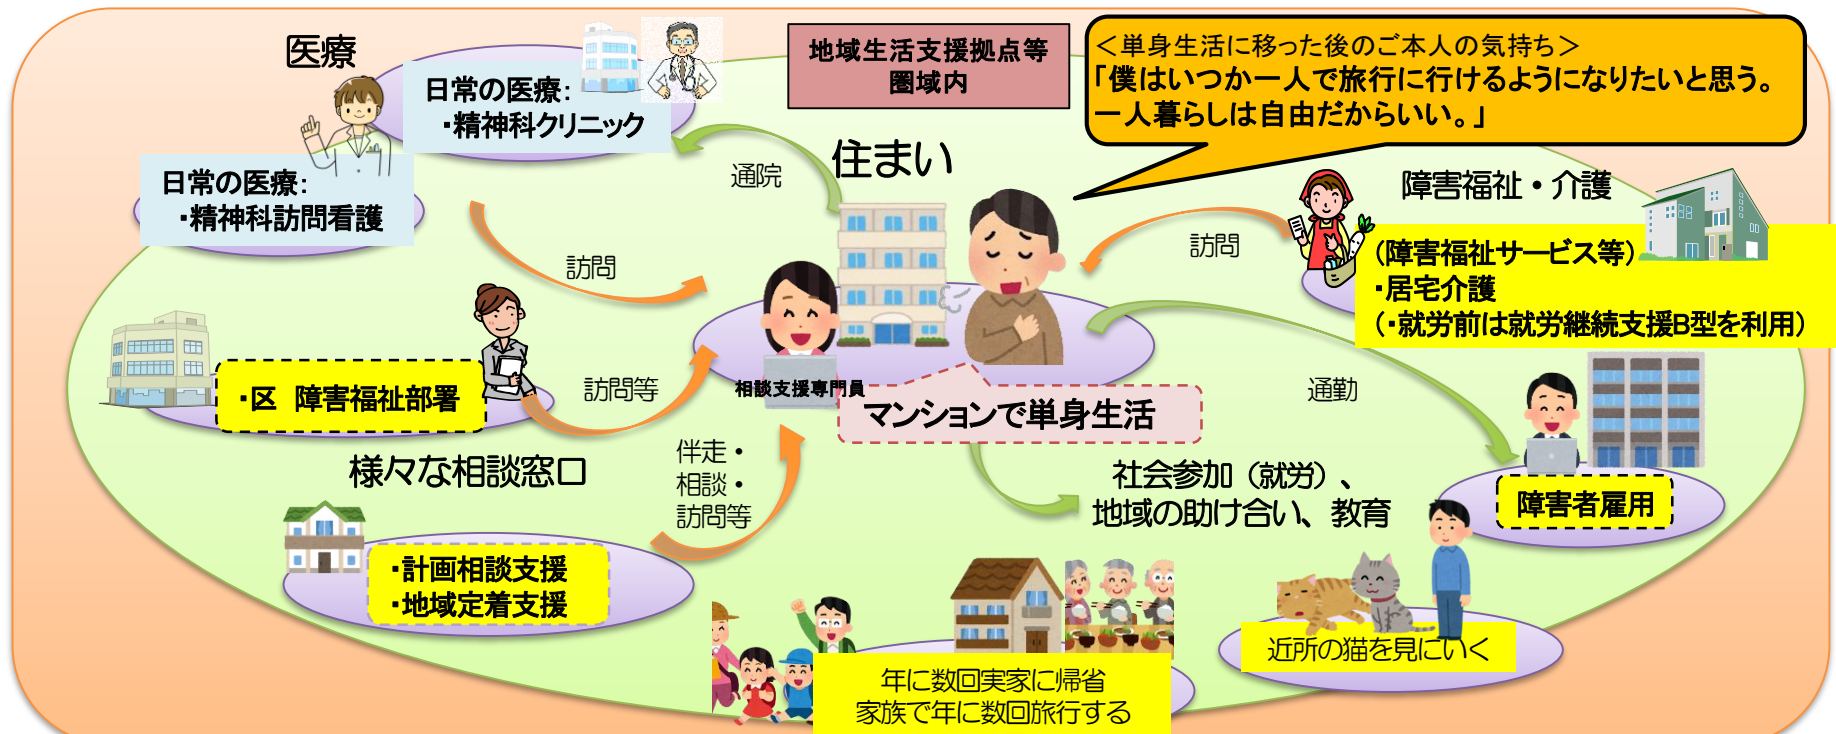 医療
日常の医療：
・精神科クリニック
日常の医療：
・精神科訪問看護
地域生活支援拠点等
圏域内
＜単身生活に移った後のご本人の気持ち＞
「僕はいつか一人で旅行に行けるようになりたいと思う。
一人暮らしは自由だからいい。」
住まい
通院
訪問
訪問
障害福祉・介護
（障害福祉サービス等）
・居宅介護
（・就労前は就労継続支援B型を利用）
・区　障害福祉部署
訪問等
相談支援専門員
マンションで単身生活
通勤
障害者雇用
様々な相談窓口
伴走・
相談・
訪問等
・計画相談支援
・地域定着支援
社会参加（就労）、
地域の助け合い、教育
近所の猫を見にいく
年に数回実家に帰省
家族で年に数回旅行する